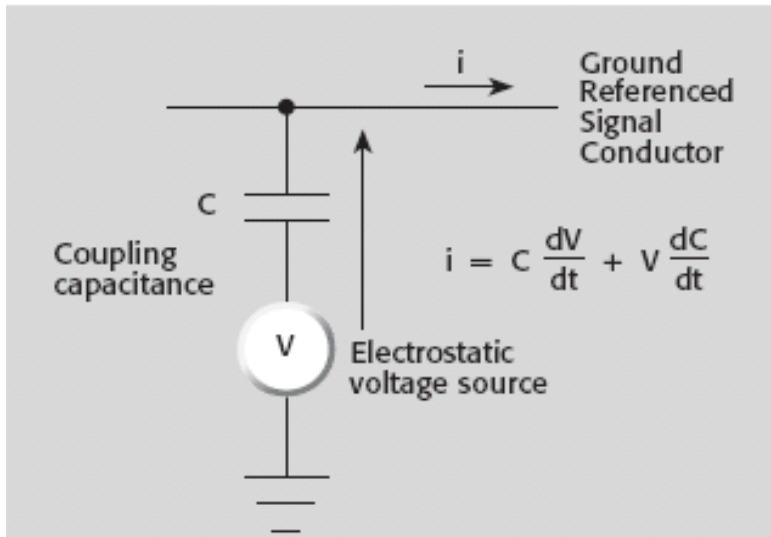 i
Ground
Referenced
Signal
Conductor
C
Coupling
capacitance
i = C dV/dt + V dC/dt
V
Electrostatic
voltage source